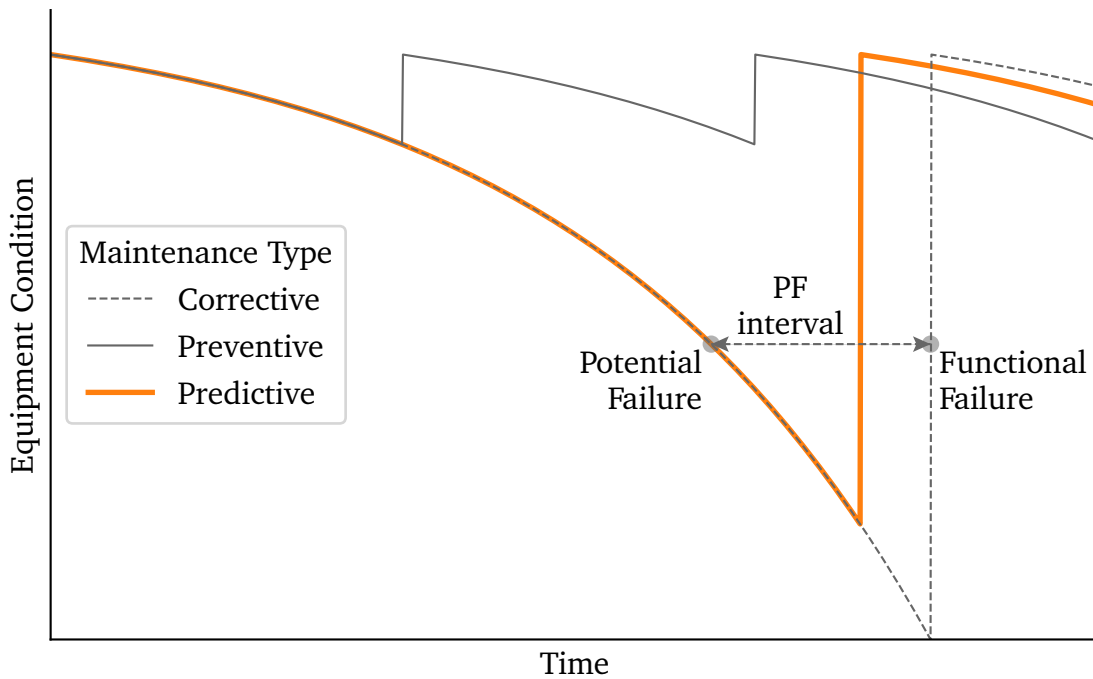 Equipment Condition
Maintenance Type
Corrective
Preventive
Predictive
PF
interval
Potential
Failure
Functional
Failure
Time